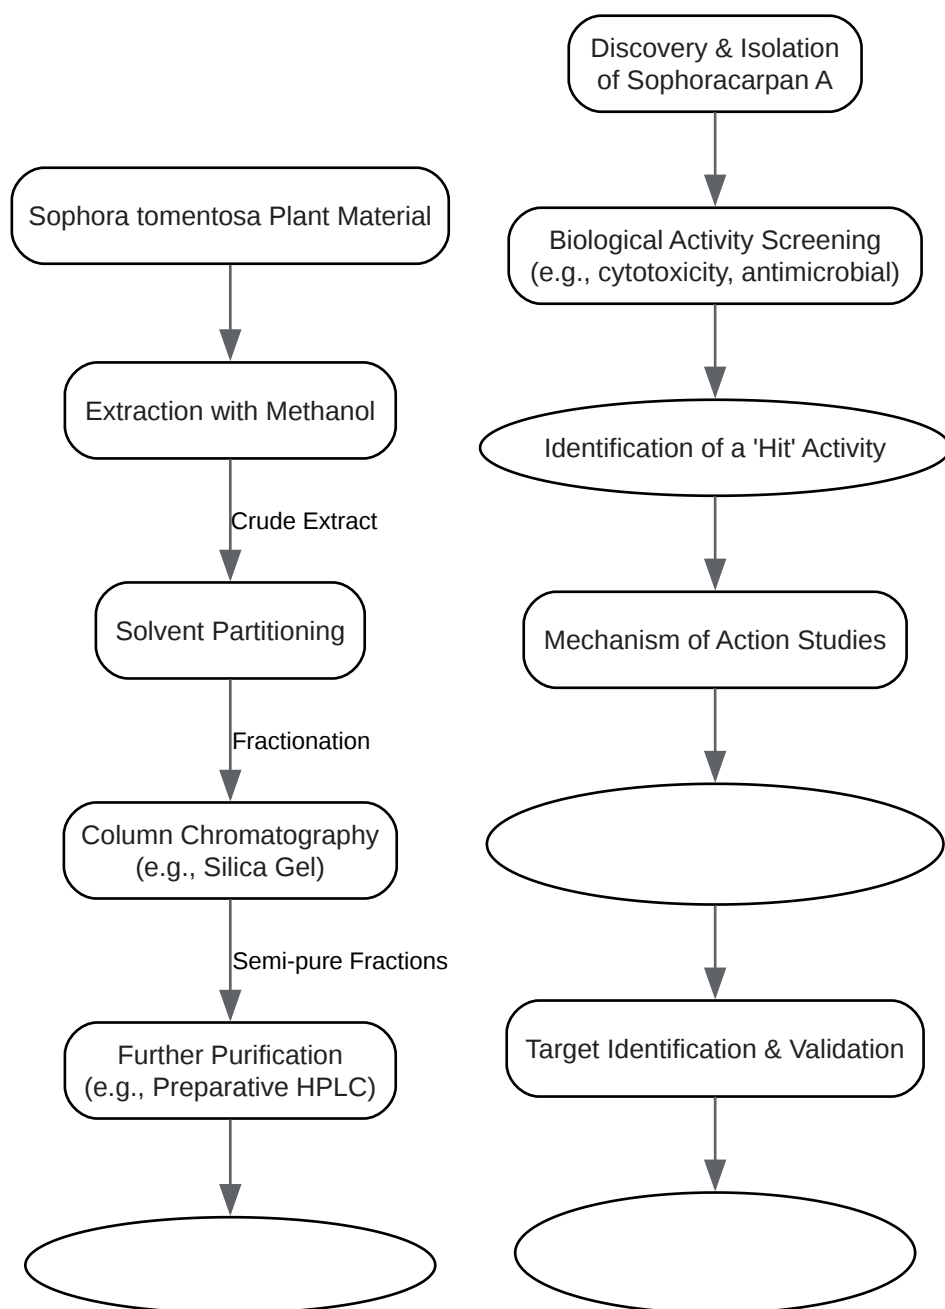 Sophora tomentosa Plant Material
Extraction with Methanol
Crude Extract
Solvent Partitioning
Fractionation
Column Chromatography
(e.g., Silica Gel)
Semi-pure Fractions
Further Purification
(e.g., Preparative HPLC)
Discovery & Isolation
of Sophoracarpan A
Biological Activity Screening
(e.g., cytotoxicity, antimicrobial)
Identification of a 'Hit' Activity
Mechanism of Action Studies
Target Identification & Validation